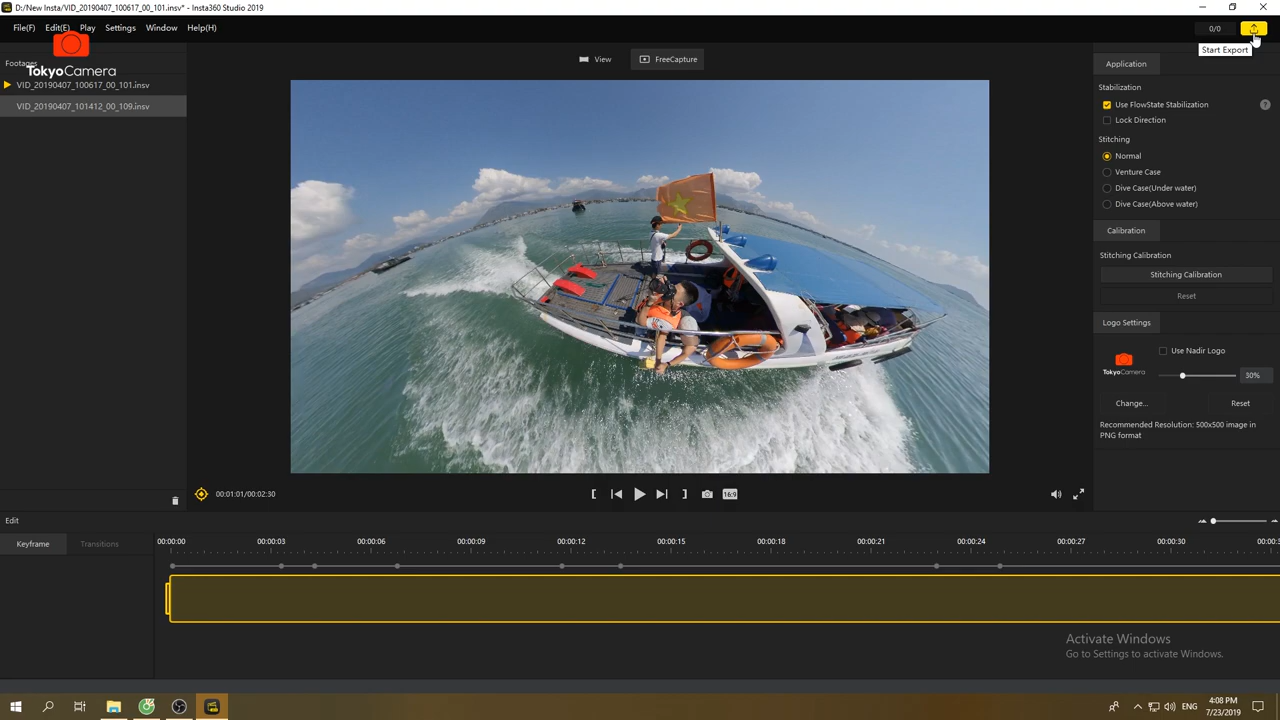 D:/New Insta/VID_20190407_100617_00_101.insv* - Insta360 Studio 2019
File(F) Edit(E) Play Settings Window Help(H)
0/0
Start Export
Footages
TokyoCamera
VID_20190407_100617_00_101.insv
VID_20190407_101412_00_109.insv
View
FreeCapture
Application
Stabilization
Use FlowState Stabilization
?
Lock Direction
Stitching
Normal
Venture Case
Dive Case(Under water)
Dive Case(Above water)
Calibration
Stitching Calibration
Stitching Calibration
Reset
Logo Settings
TokyoCamera
Use Nadir Logo
30%
Change...
Reset
Recommended Resolution: 500x500 image in
PNG format
00:01:01/00:02:30
16:9
Edit
Keyframe
Transitions
00:00:00 00:00:03 00:00:06 00:00:09 00:00:12 00:00:15 00:00:18 00:00:21 00:00:24 00:00:27 00:00:30
Activate Windows
Go to Settings to activate Windows.
ENG
4:08 PM
7/23/2019